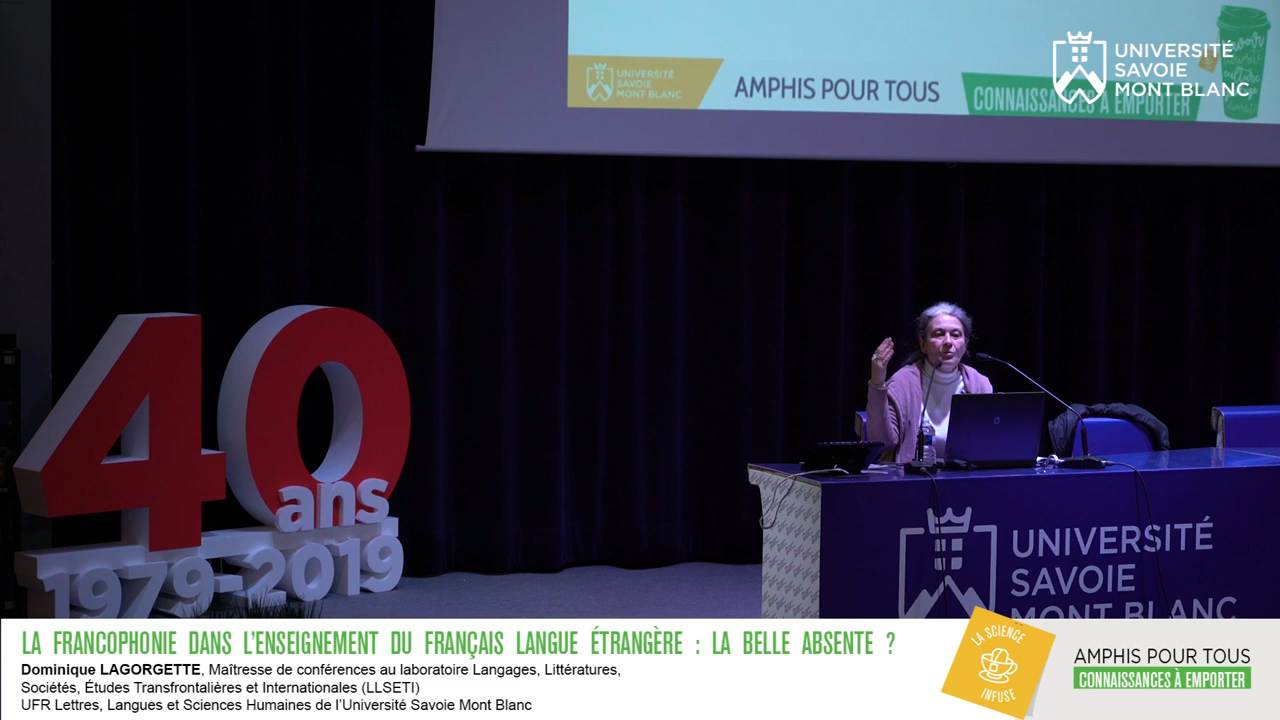 UNIVERSITÉ
SAVOIE
MONT BLANC
AMPHIS POUR TOUS
CONNAISSANCES À EMPORTER
UNIVERSITÉ
SAVOIE
MONT BLANC
40
ans
1979-2019
UNIVERSITÉ
SAVOIE
MONT BLANC
LA FRANCOPHONIE DANS L'ENSEIGNEMENT DU FRANÇAIS LANGUE ÉTRANGÈRE : LA BELLE ABSENTE ?
Dominique LAGORGETTE, Maîtresse de conférences au laboratoire Langages, Littératures,
Sociétés, Études Transfrontalières et Internationales (LLSETI)
UFR Lettres, Langues et Sciences Humaines de l'Université Savoie Mont Blanc
LA SCIENCE
INFUSE
AMPHIS POUR TOUS
CONNAISSANCES À EMPORTER